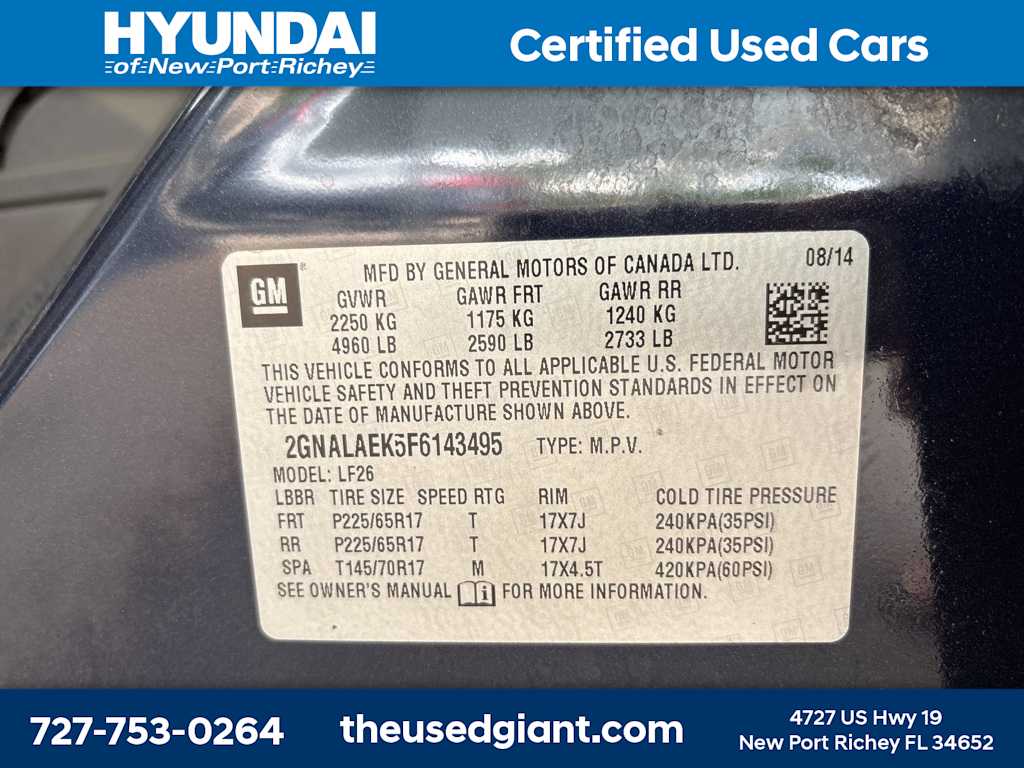 HYUNDAI
of New Port Richey
Certified Used Cars
GM
MFD BY GENERAL MOTORS OF CANADA LTD. 08/14
GVWR GAWR FRT GAWR RR
2250 KG 1175 KG 1240 KG
4960 LB 2590 LB 2733 LB
THIS VEHICLE CONFORMS TO ALL APPLICABLE U.S. FEDERAL MOTOR
VEHICLE SAFETY AND THEFT PREVENTION STANDARDS IN EFFECT ON
THE DATE OF MANUFACTURE SHOWN ABOVE.
2GNALAEK5F6143495 TYPE: M.P.V.
MODEL: LF26
LBBR TIRE SIZE SPEED RTG RIM COLD TIRE PRESSURE
FRT P225/65R17 T 17X7J 240KPA(35PSI)
RR P225/65R17 T 17X7J 240KPA(35PSI)
SPA T145/70R17 M 17X4.5T 420KPA(60PSI)
SEE OWNER'S MANUAL FOR MORE INFORMATION.
727-753-0264
theusedgiant.com
4727 US Hwy 19
New Port Richey FL 34652